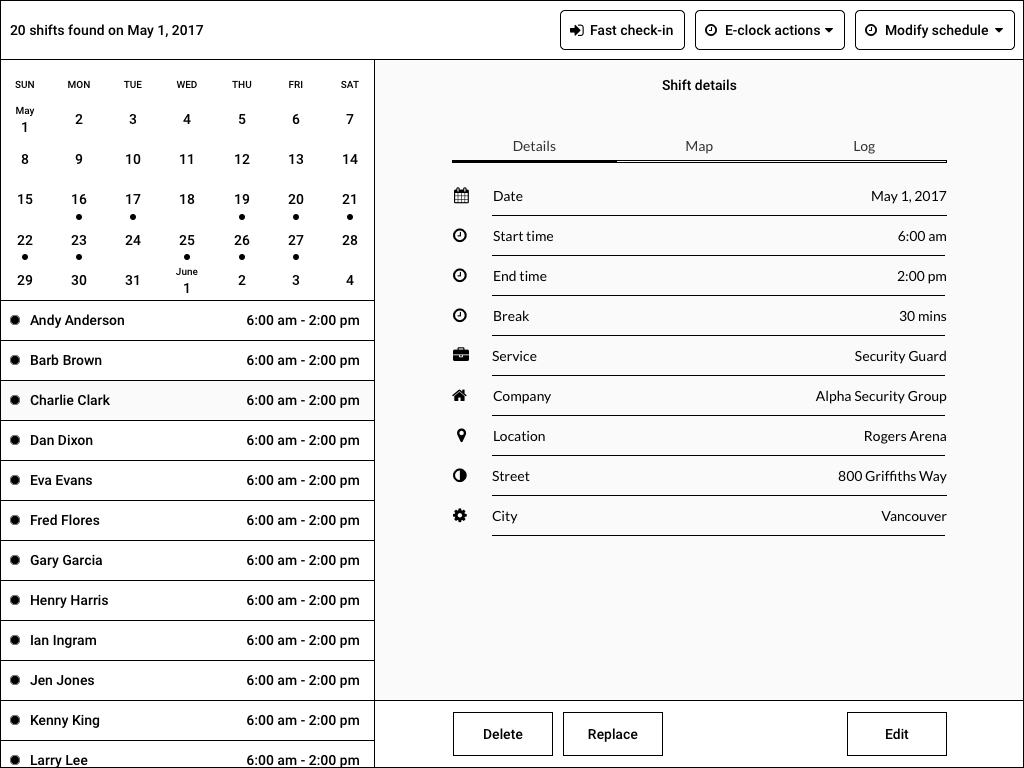 20 shifts found on May 1, 2017
Fast check-in
E-clock actions
Modify schedule
SUN MON TUE WED THU FRI SAT
May
1 2 3 4 5 6 7
8 9 10 11 12 13 14
15 16 17 18 19 20 21
22 23 24 25 26 27 28
June
29 30 31 1 2 3 4
Andy Anderson 6:00 am - 2:00 pm
Barb Brown 6:00 am - 2:00 pm
Charlie Clark 6:00 am - 2:00 pm
Dan Dixon 6:00 am - 2:00 pm
Eva Evans 6:00 am - 2:00 pm
Fred Flores 6:00 am - 2:00 pm
Gary Garcia 6:00 am - 2:00 pm
Henry Harris 6:00 am - 2:00 pm
Ian Ingram 6:00 am - 2:00 pm
Jen Jones 6:00 am - 2:00 pm
Kenny King 6:00 am - 2:00 pm
Larry Lee 6:00 am - 2:00 pm
Shift details
Details Map Log
Date May 1, 2017
Start time 6:00 am
End time 2:00 pm
Break 30 mins
Service Security Guard
Company Alpha Security Group
Location Rogers Arena
Street 800 Griffiths Way
City Vancouver
Delete Replace Edit